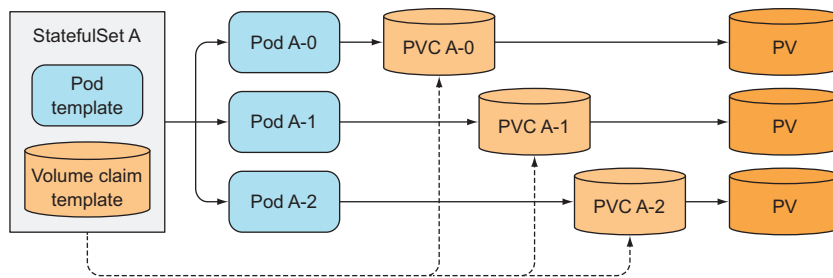 StatefulSet A
Pod
template
Volume claim
template
Pod A-0
PVC A-0
PV
Pod A-1
PVC A-1
PV
Pod A-2
PVC A-2
PV